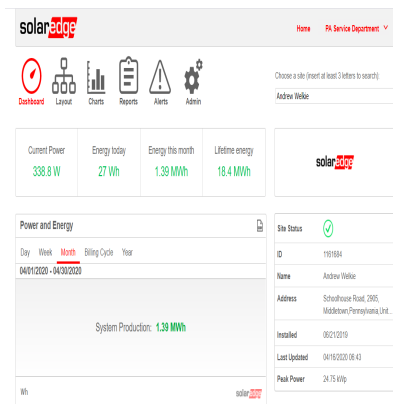 solaredge
Home PA Service Department
Dashboard Layout Charts Reports Alerts Admin
Choose a site (insert at least 3 letters to search):
Andrew Welkie
Current Power Energy today Energy this month Lifetime energy
338.8 W 27 Wh 1.39 MWh 18.4 MWh
solaredge
Power and Energy
Day Week Month Billing Cycle Year
04/01/2020 - 04/30/2020
System Production: 1.39 MWh
Wh
solaredge
Site Status
ID 1161684
Name Andrew Welkie
Address Schoolhouse Road, 2905,
Middletown,Pennsylvania,Unit...
Installed 06/21/2019
Last Updated 04/16/2020 06:43
Peak Power 24.75 kWp